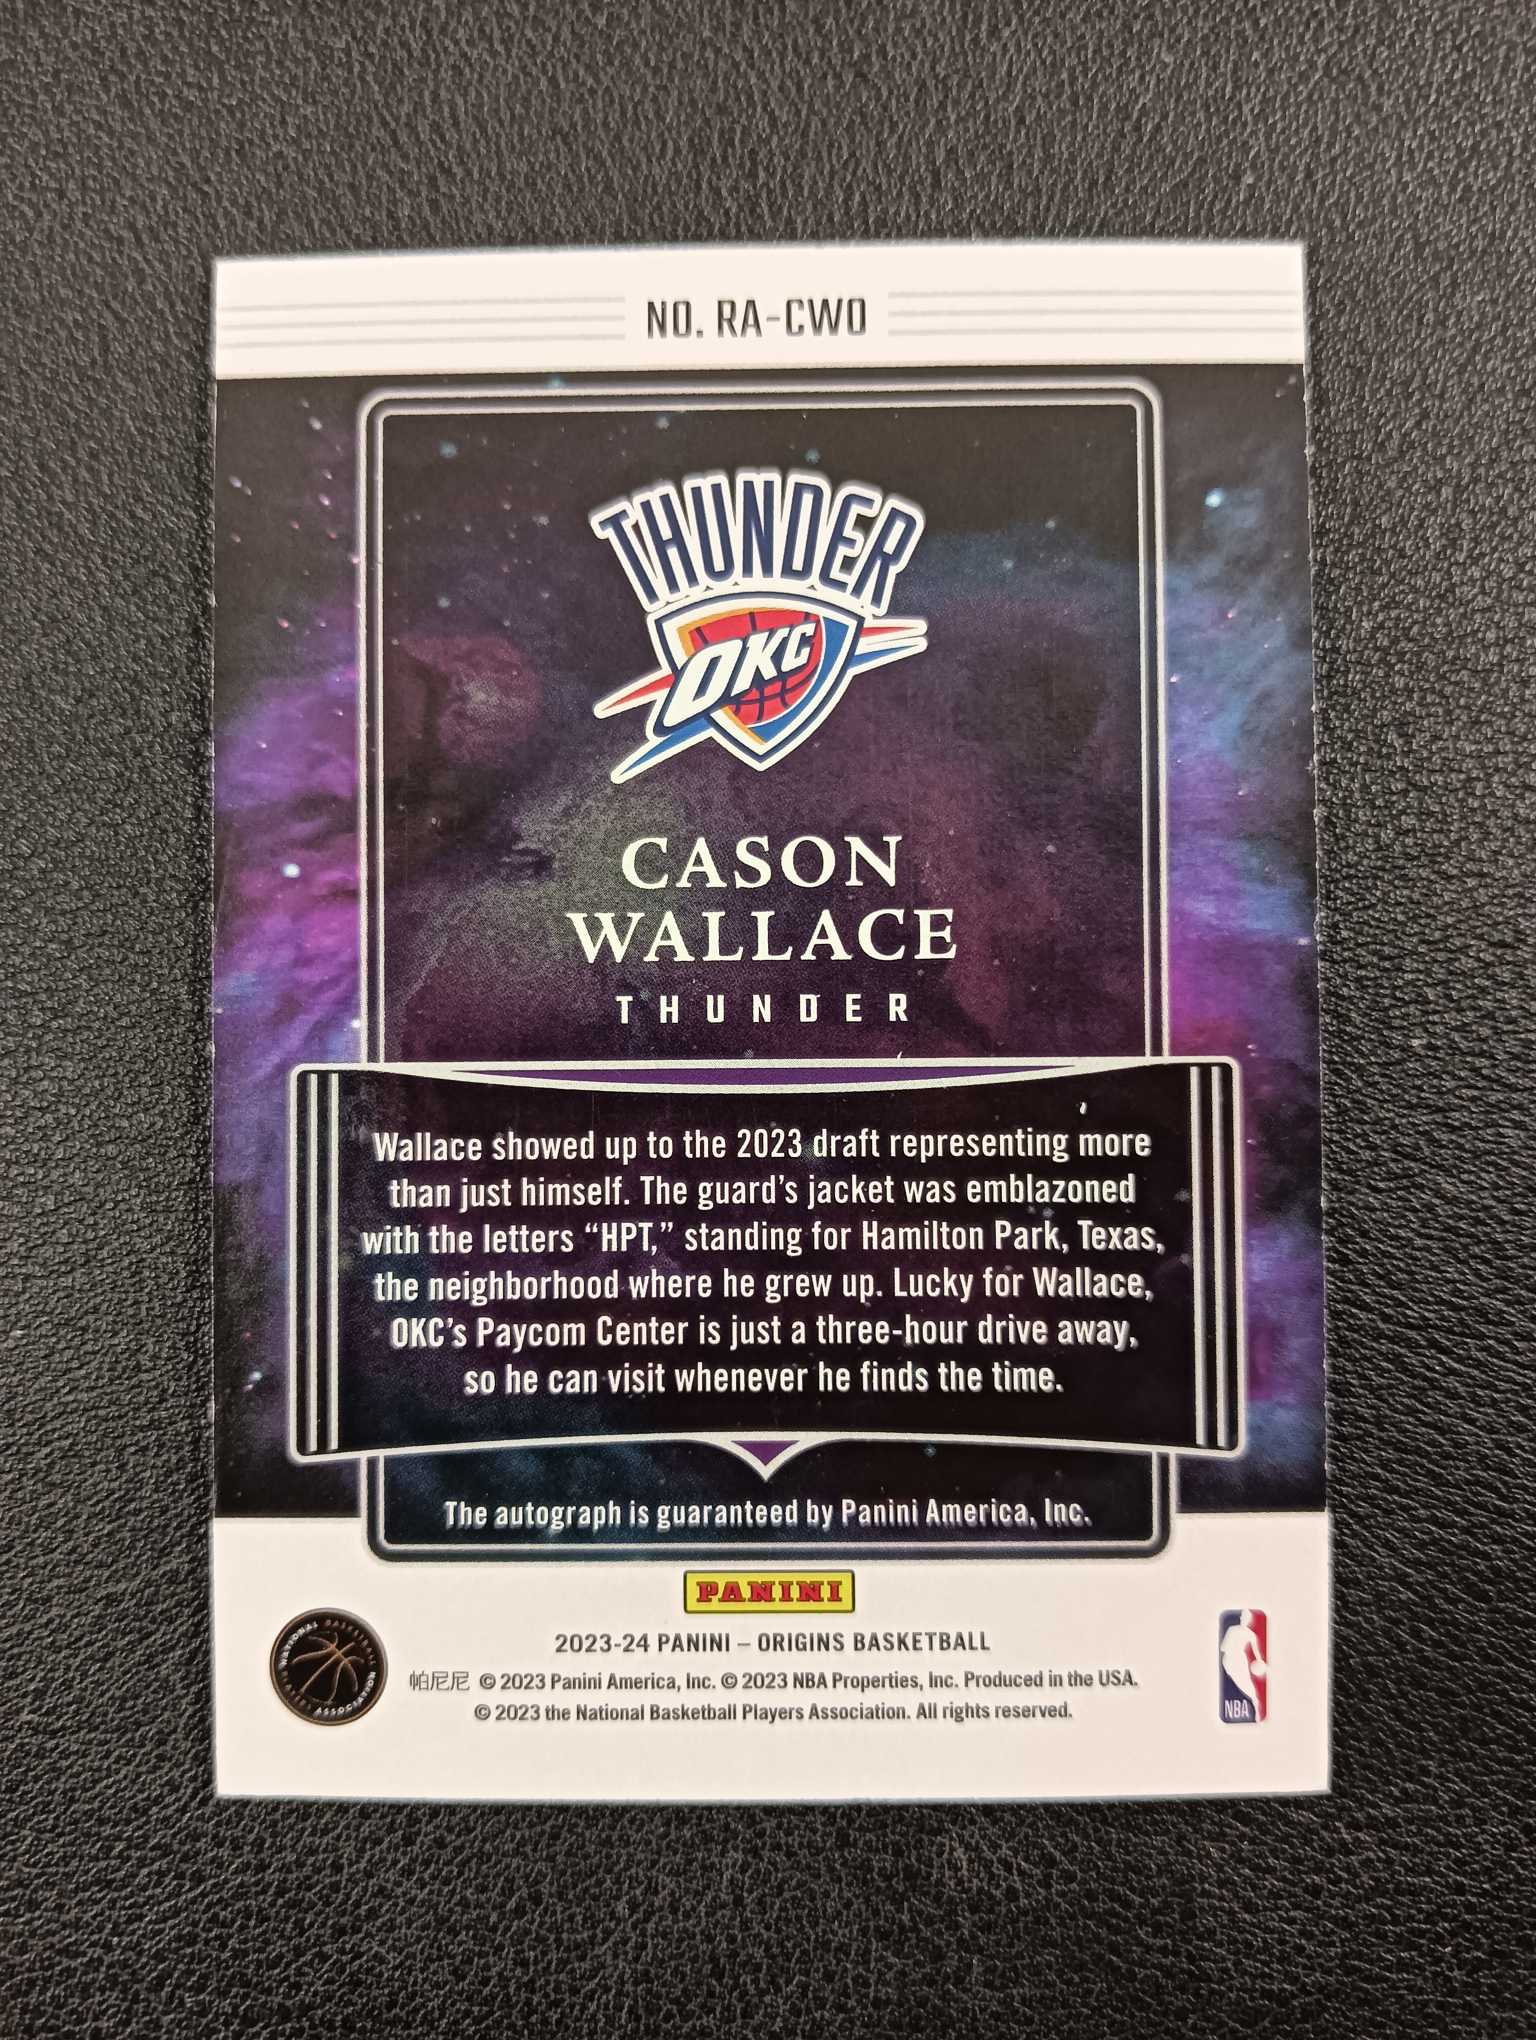 NO. RA-CWO
THUNDER
OKC
CASON
WALLACE
THUNDER
Wallace showed up to the 2023 draft representing more
than just himself. The guard's jacket was emblazoned
with the letters “HPT,” standing for Hamilton Park, Texas,
the neighborhood where he grew up. Lucky for Wallace,
OKC's Paycom Center is just a three-hour drive away,
so he can visit whenever he finds the time.
The autograph is guaranteed by Panini America, Inc.
PANINI
2023-24 PANINI – ORIGINS BASKETBALL
帕尼尼 © 2023 Panini America, Inc. © 2023 NBA Properties, Inc. Produced in the USA.
© 2023 the National Basketball Players Association. All rights reserved.
NATIONAL BASKETBALL
PLAYERS ASSOCIATION
NBA